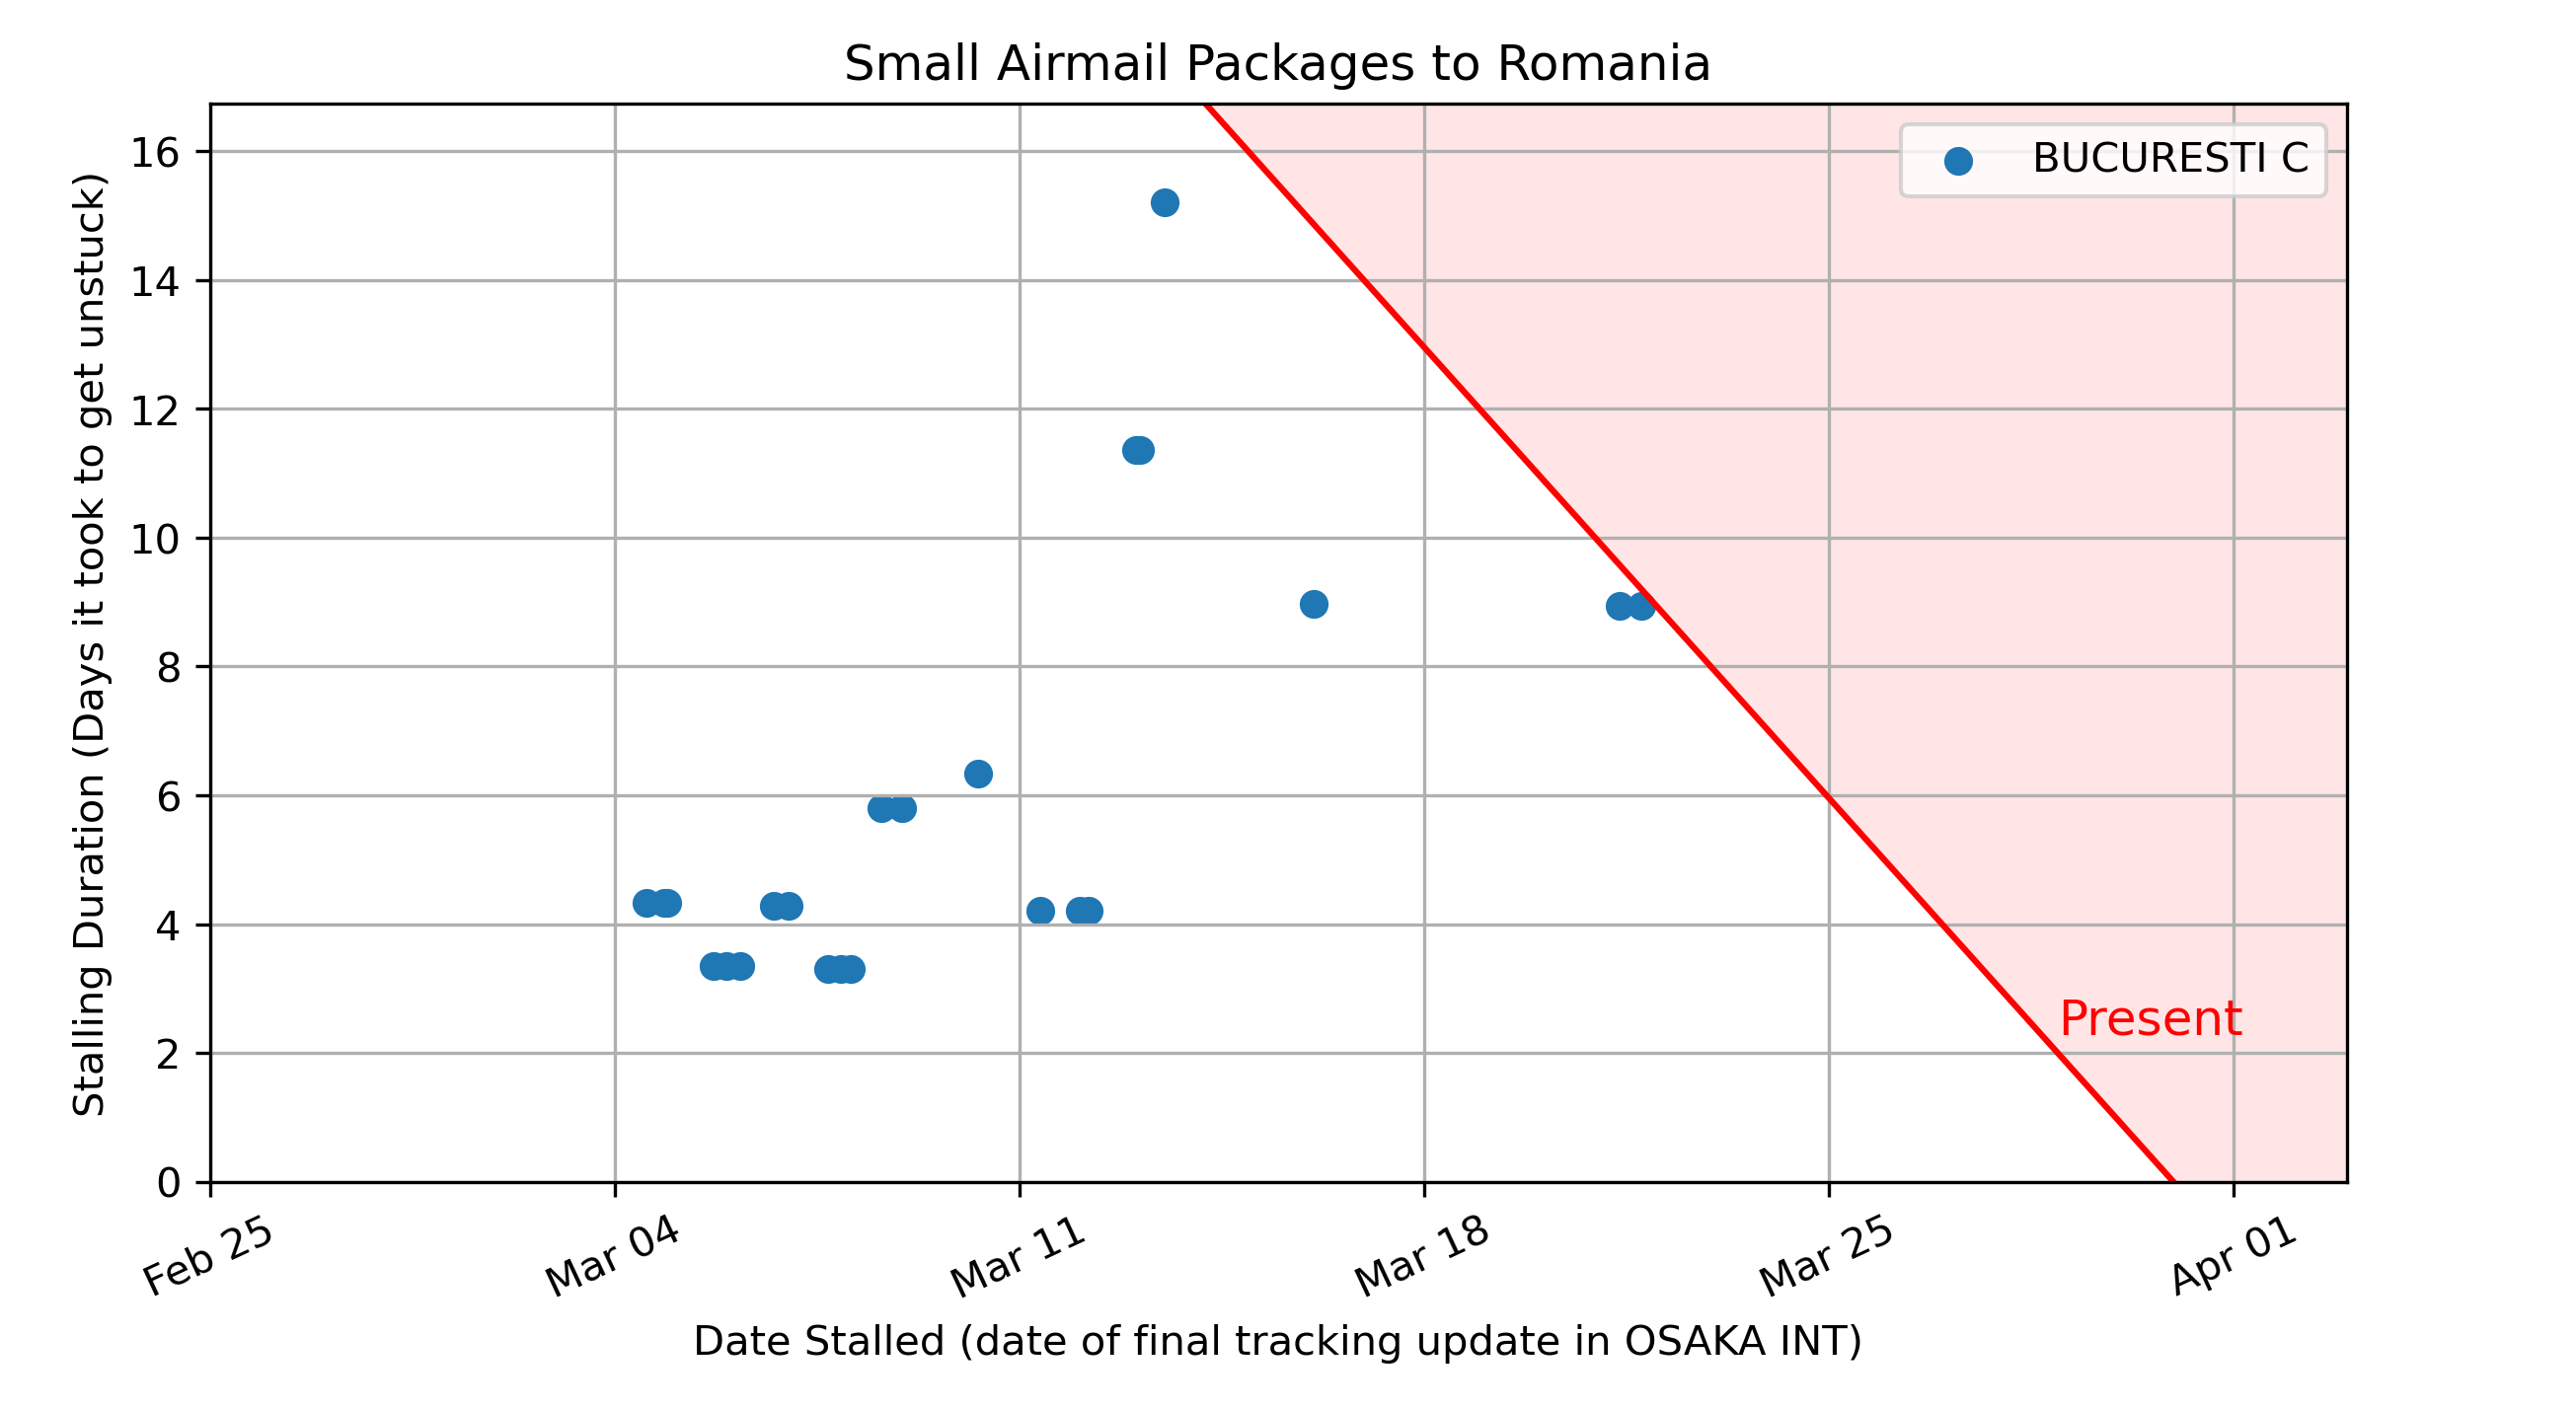 Small Airmail Packages to Romania
BUCURESTI C
Stalling Duration (Days it took to get unstuck)
16
14
12
10
8
6
4
2
0
Present
Feb 25
Mar 04
Mar 11
Mar 18
Mar 25
Apr 01
Date Stalled (date of final tracking update in OSAKA INT)